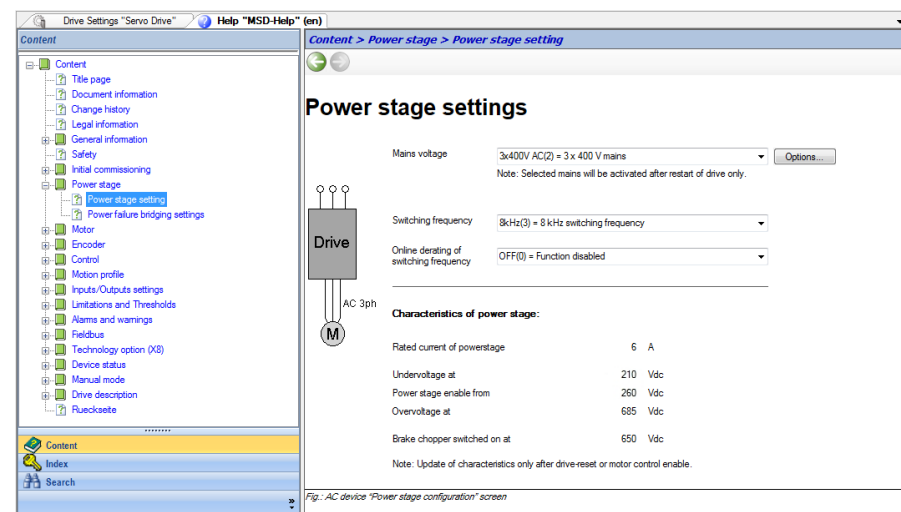 Drive Settings "Servo Drive"
Help "MSD-Help" (en)
Content
Content
Title page
Document information
Change history
Legal information
General information
Safety
Initial commissioning
Power stage
Power stage setting
Power failure bridging settings
Motor
Encoder
Control
Motion profile
Inputs/Outputs settings
Limitations and Thresholds
Alarms and warnings
Fieldbus
Technology option (X8)
Device status
Manual mode
Drive description
Rueckseite
Content
Index
Search
Content > Power stage > Power stage setting
Power stage settings
Mains voltage
3x400V AC(2) = 3 x 400 V mains
Options...
Note: Selected mains will be activated after restart of drive only.
Switching frequency
8kHz(3) = 8 kHz switching frequency
Drive
Online derating of
switching frequency
OFF(0) = Function disabled
AC 3ph
M
Characteristics of power stage:
Rated current of powerstage 6 A
Undervoltage at 210 Vdc
Power stage enable from 260 Vdc
Overvoltage at 685 Vdc
Brake chopper switched on at 650 Vdc
Note: Update of characteristics only after drive-reset or motor control enable.
Fig.: AC device "Power stage configuration" screen